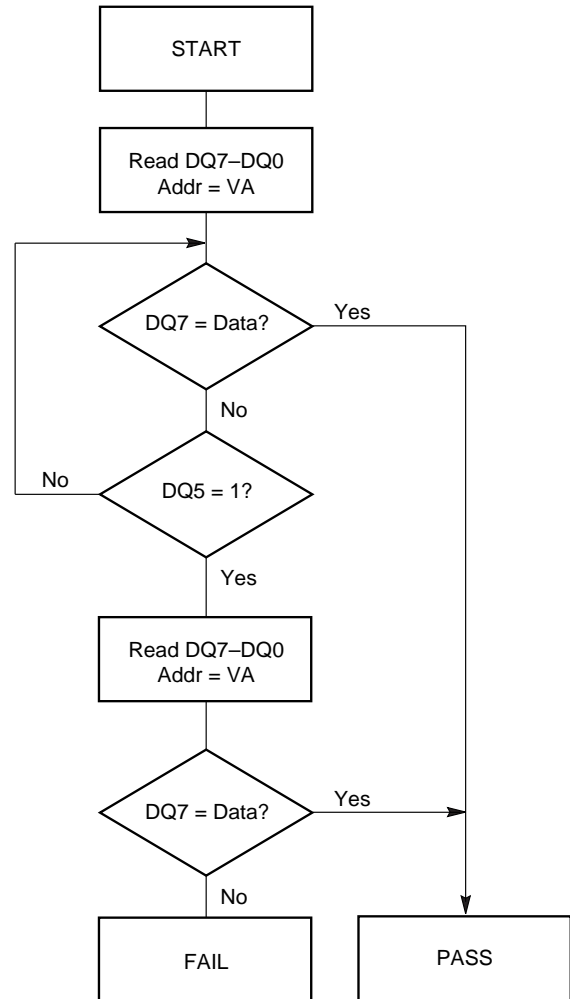 START
Read DQ7–DQ0
Addr = VA
DQ7 = Data?
Yes
No
No
DQ5 = 1?
Yes
Read DQ7–DQ0
Addr = VA
DQ7 = Data?
Yes
No
FAIL
PASS